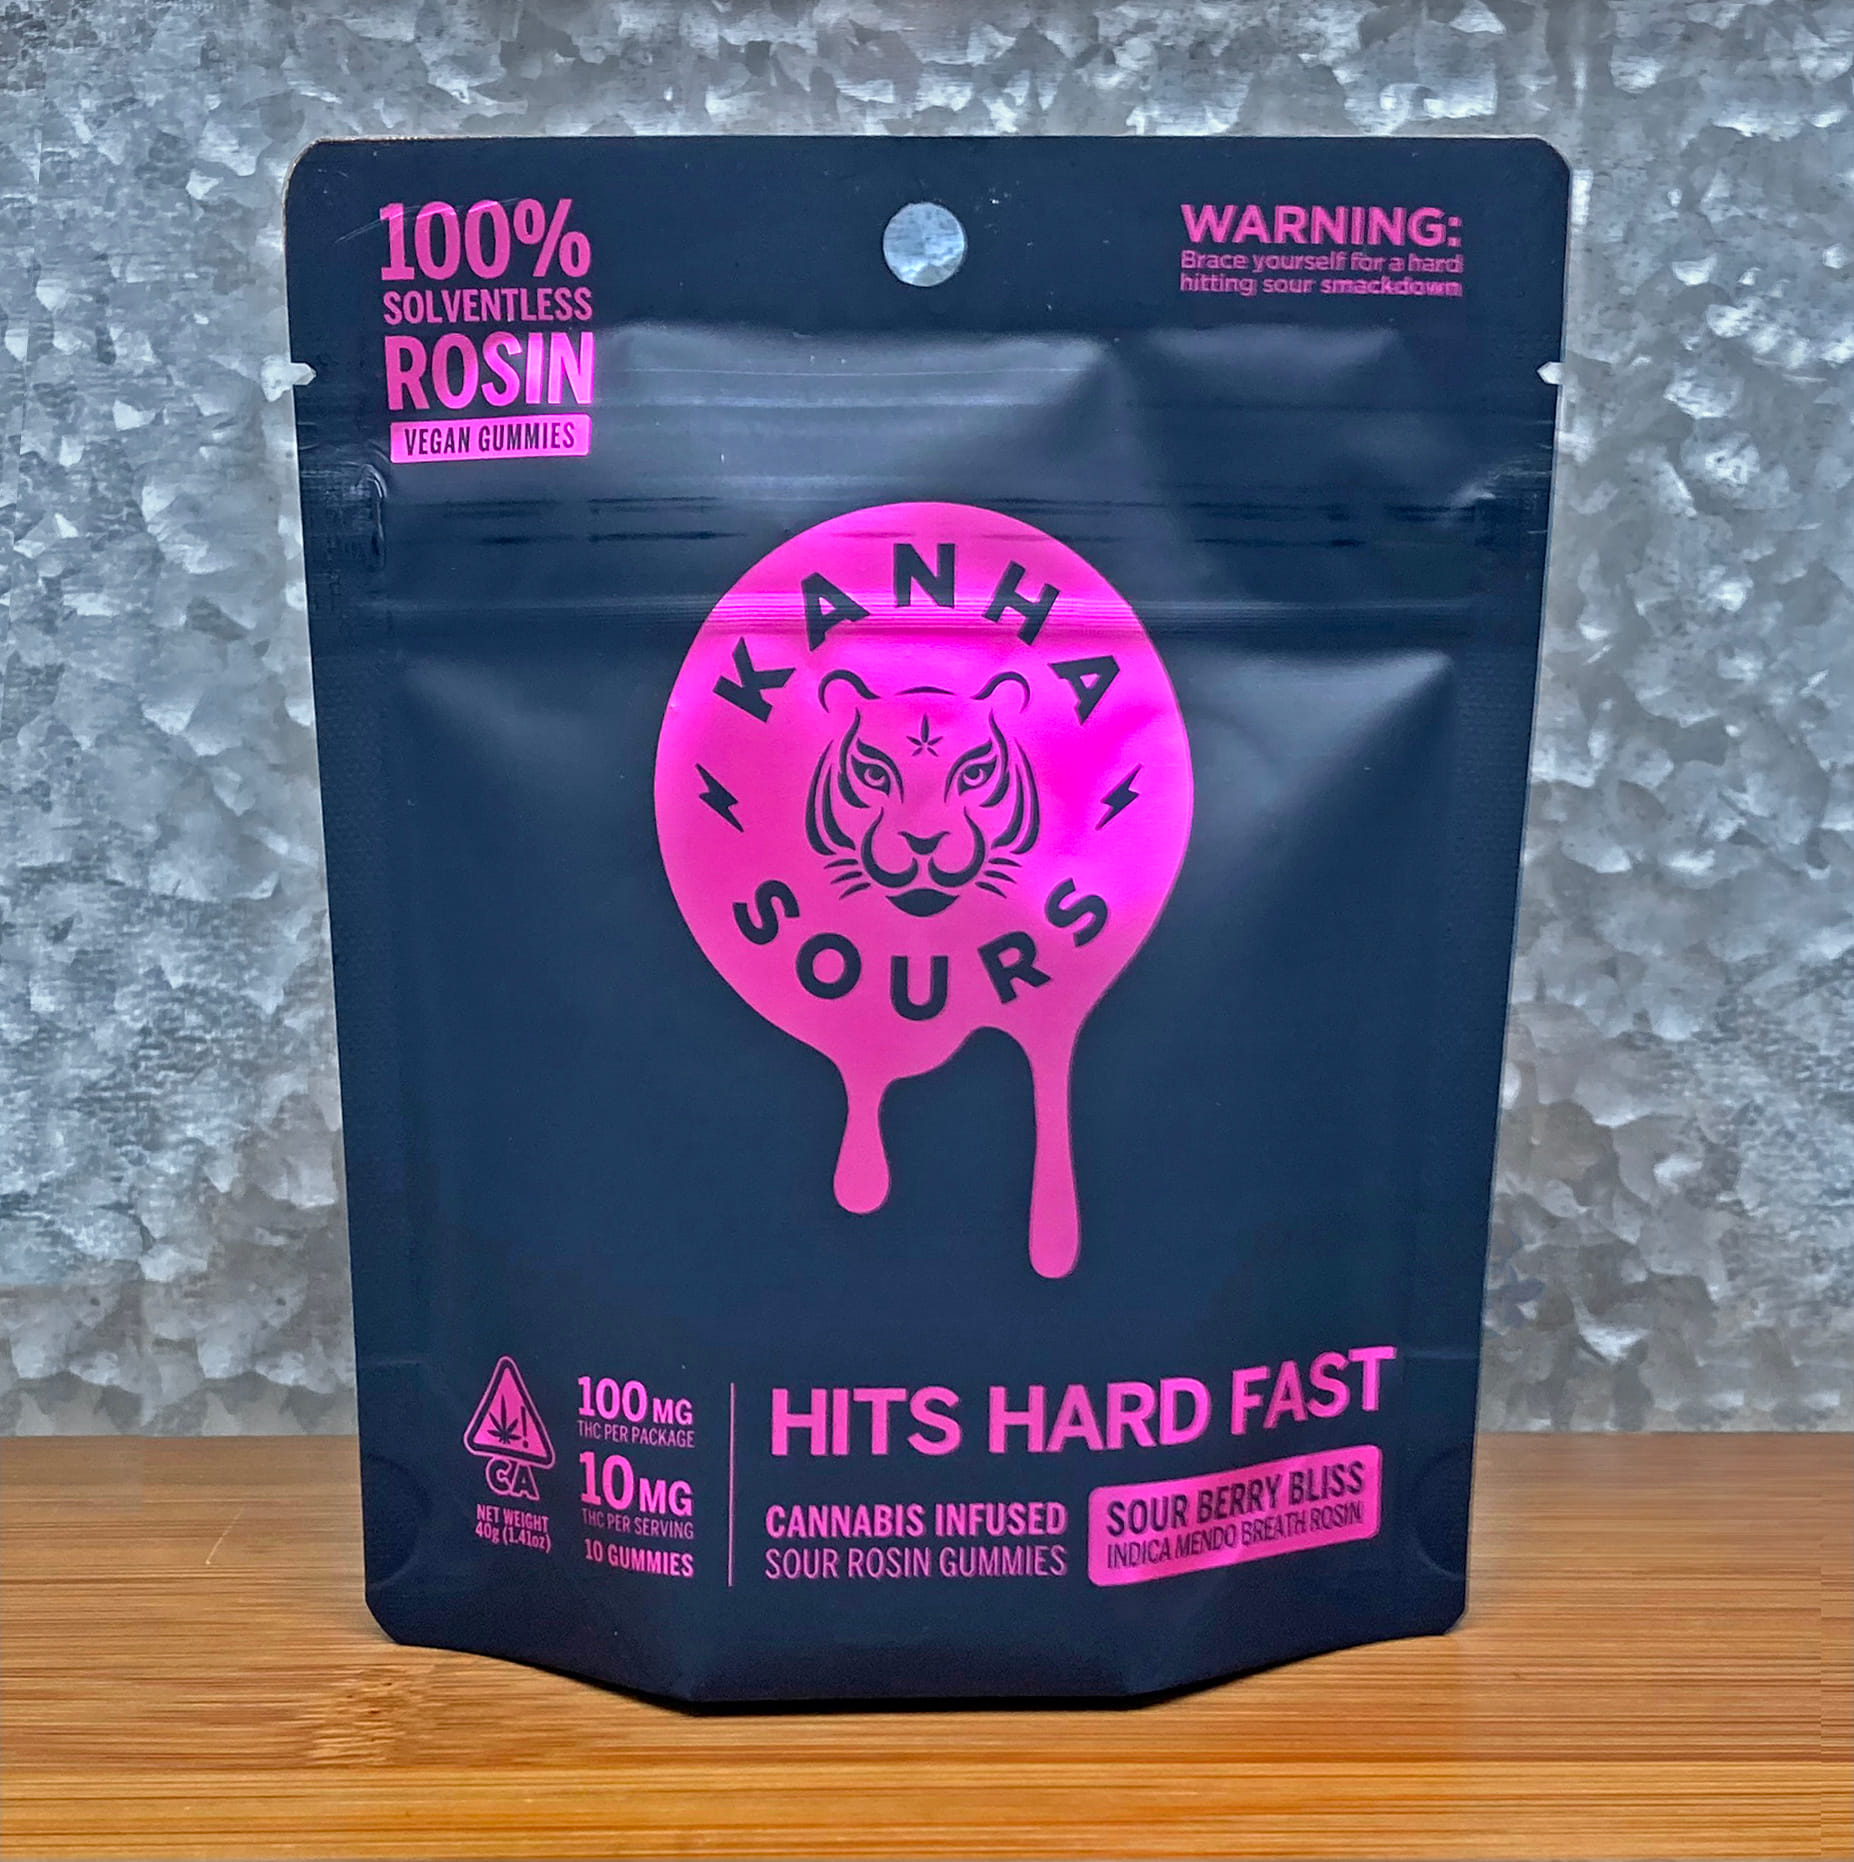 100%
SOLVENTLESS
ROSIN
VEGAN GUMMIES
WARNING:
Brace yourself for a hard
hitting sour smackdown
KANHA
SOURS
CA
NET WEIGHT
40g (1.41oz)
100MG
THC PER PACKAGE
10MG
THC PER SERVING
10 GUMMIES
HITS HARD FAST
CANNABIS INFUSED
SOUR ROSIN GUMMIES
SOUR BERRY BLISS
INDICA MENDO BREATH ROSIN